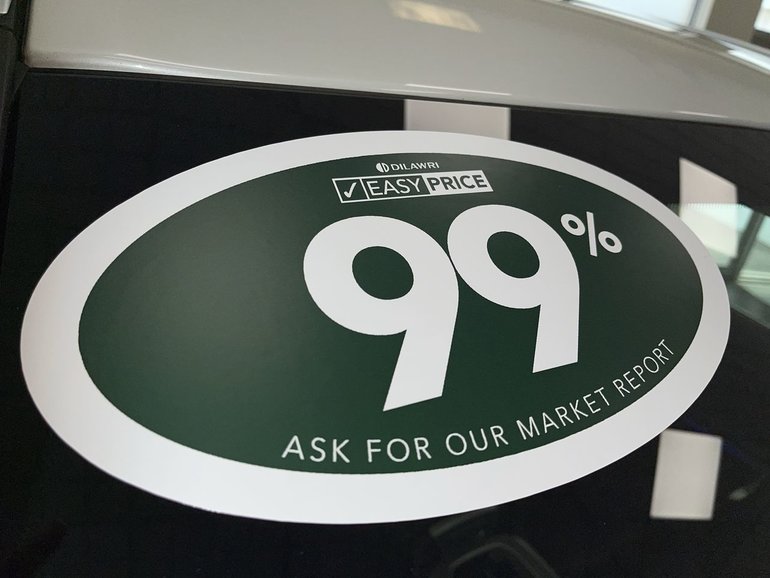 DILAWRI
✓ EASY PRICE
99%
ASK FOR OUR MARKET REPORT